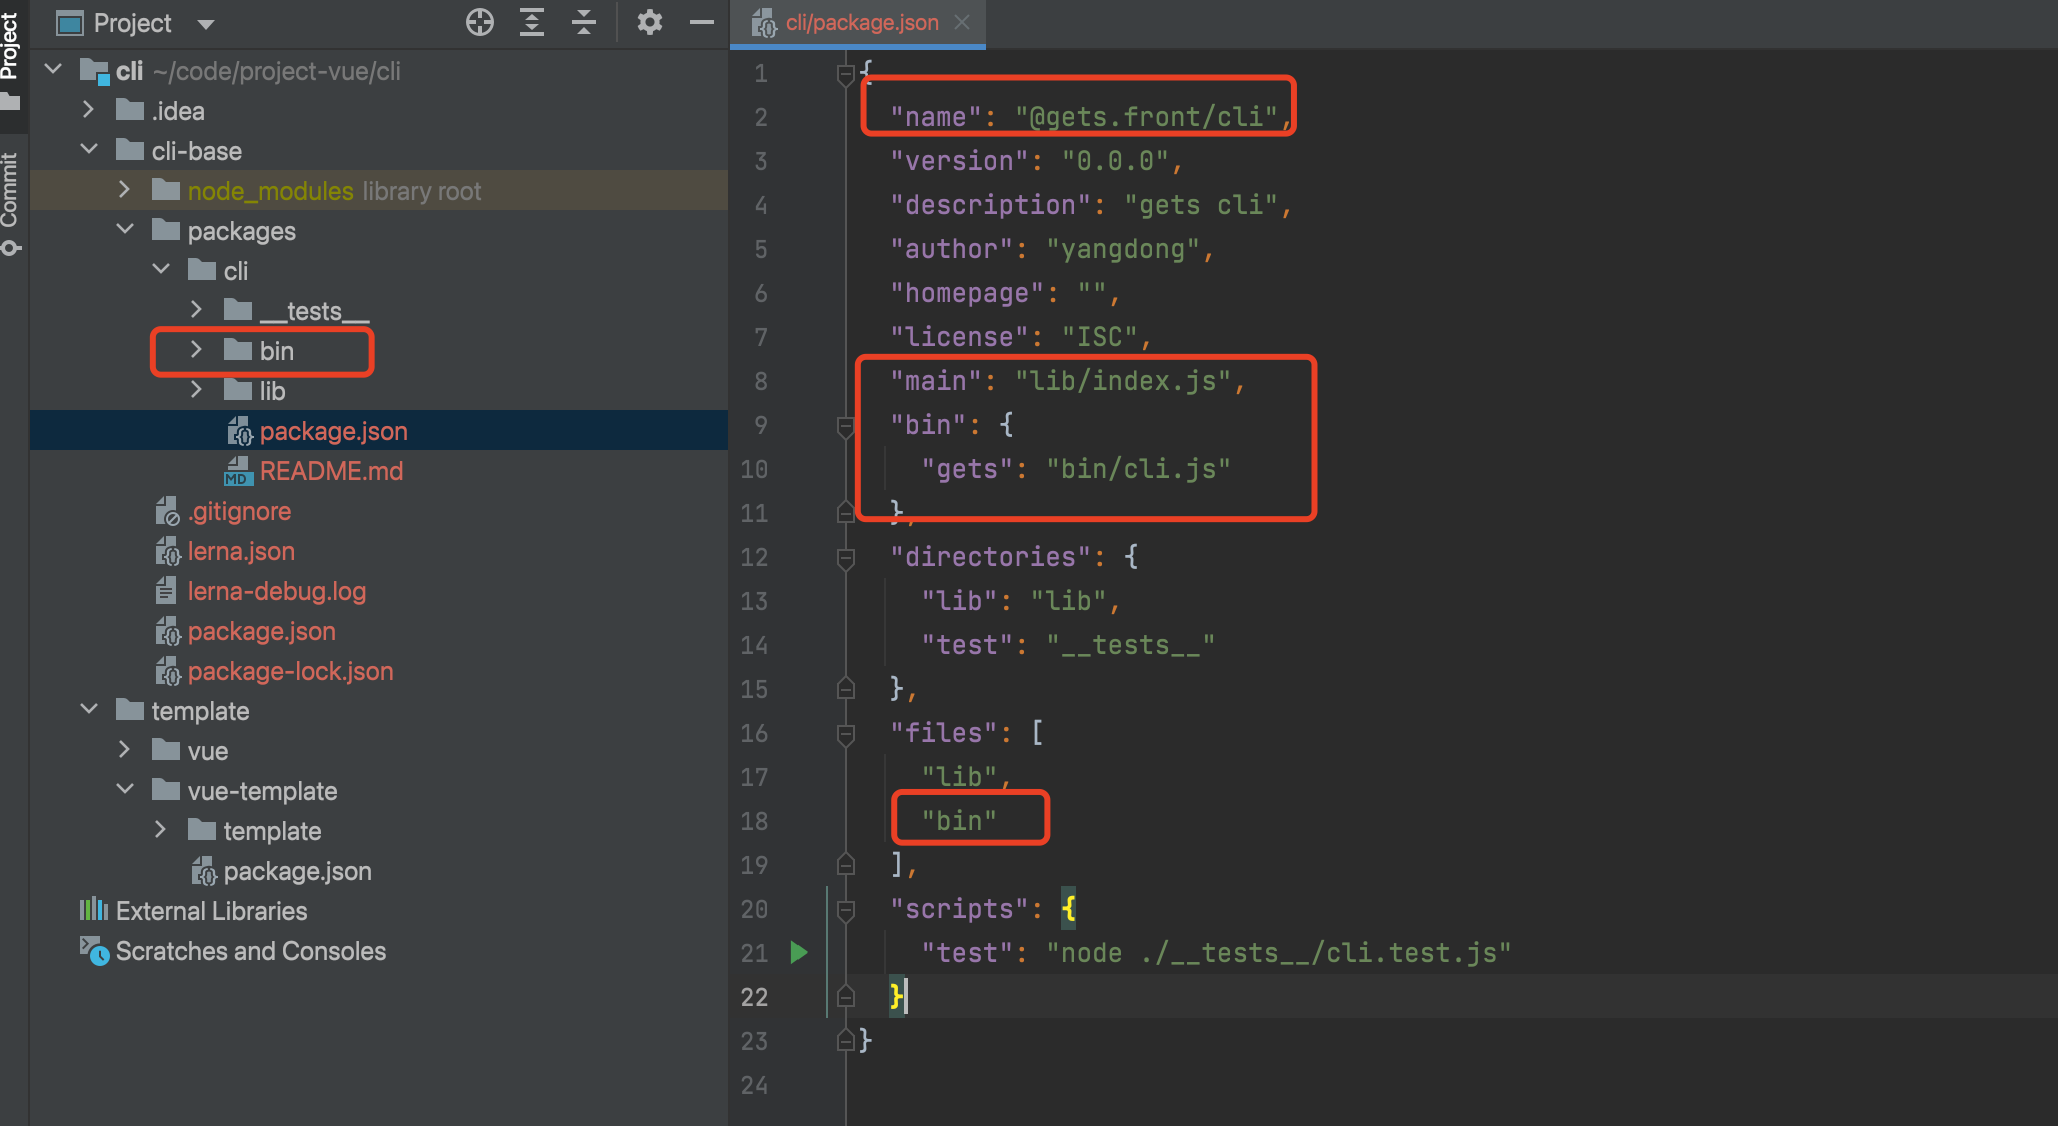 Project
Commit
Project
cli ~/code/project-vue/cli
.idea
cli-base
node_modules library root
packages
cli
__tests__
bin
lib
package.json
README.md
.gitignore
lerna.json
lerna-debug.log
package.json
package-lock.json
template
vue
vue-template
template
package.json
External Libraries
Scratches and Consoles
cli/package.json
1 {
2 "name": "@gets.front/cli",
3 "version": "0.0.0",
4 "description": "gets cli",
5 "author": "yangdong",
6 "homepage": "",
7 "license": "ISC",
8 "main": "lib/index.js",
9 "bin": {
10 "gets": "bin/cli.js"
11 },
12 "directories": {
13 "lib": "lib",
14 "test": "__tests__"
15 },
16 "files": [
17 "lib",
18 "bin"
19 ],
20 "scripts": {
21 "test": "node ./__tests__/cli.test.js"
22 }
23 }
24